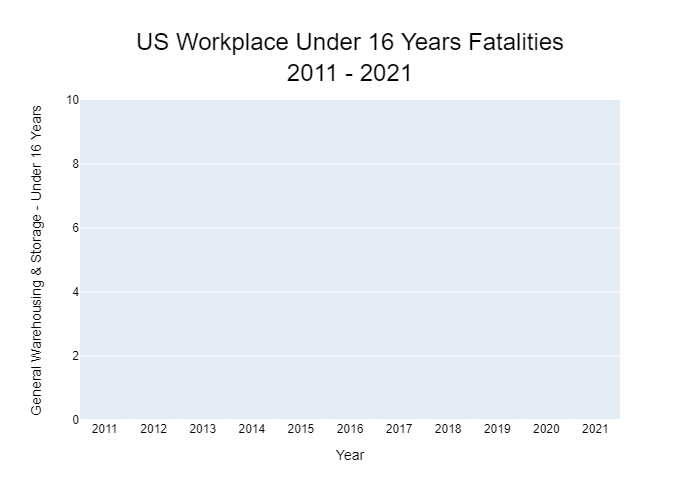 US Workplace Under 16 Years Fatalities
2011 - 2021
General Warehousing & Storage - Under 16 Years
10
8
6
4
2
0
2011 2012 2013 2014 2015 2016 2017 2018 2019 2020 2021
Year